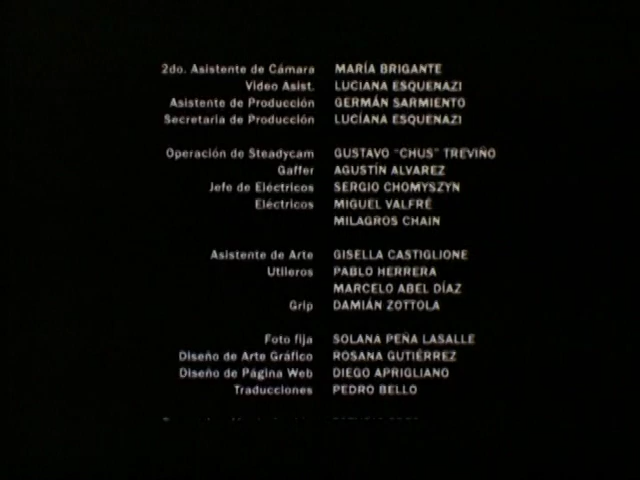 2do. Asistente de Cámara MARÍA BRIGANTE
Video Asist. LUCIANA ESQUENAZI
Asistente de Producción GERMÁN SARMIENTO
Secretaria de Producción LUCÍANA ESQUENAZI
Operación de Steadycam GUSTAVO "CHUS" TREVIÑO
Gaffer AGUSTÍN ALVAREZ
Jefe de Eléctricos SERGIO CHOMYSZYN
Eléctricos MIGUEL VALFRÉ
MILAGROS CHAIN
Asistente de Arte GISELLA CASTIGLIONE
Utileros PABLO HERRERA
MARCELO ABEL DÍAZ
Grip DAMIÁN ZOTTOLA
Foto fija SOLANA PEÑA LASALLE
Diseño de Arte Gráfico ROSANA GUTIÉRREZ
Diseño de Página Web DIEGO APRIGLIANO
Traducciones PEDRO BELLO